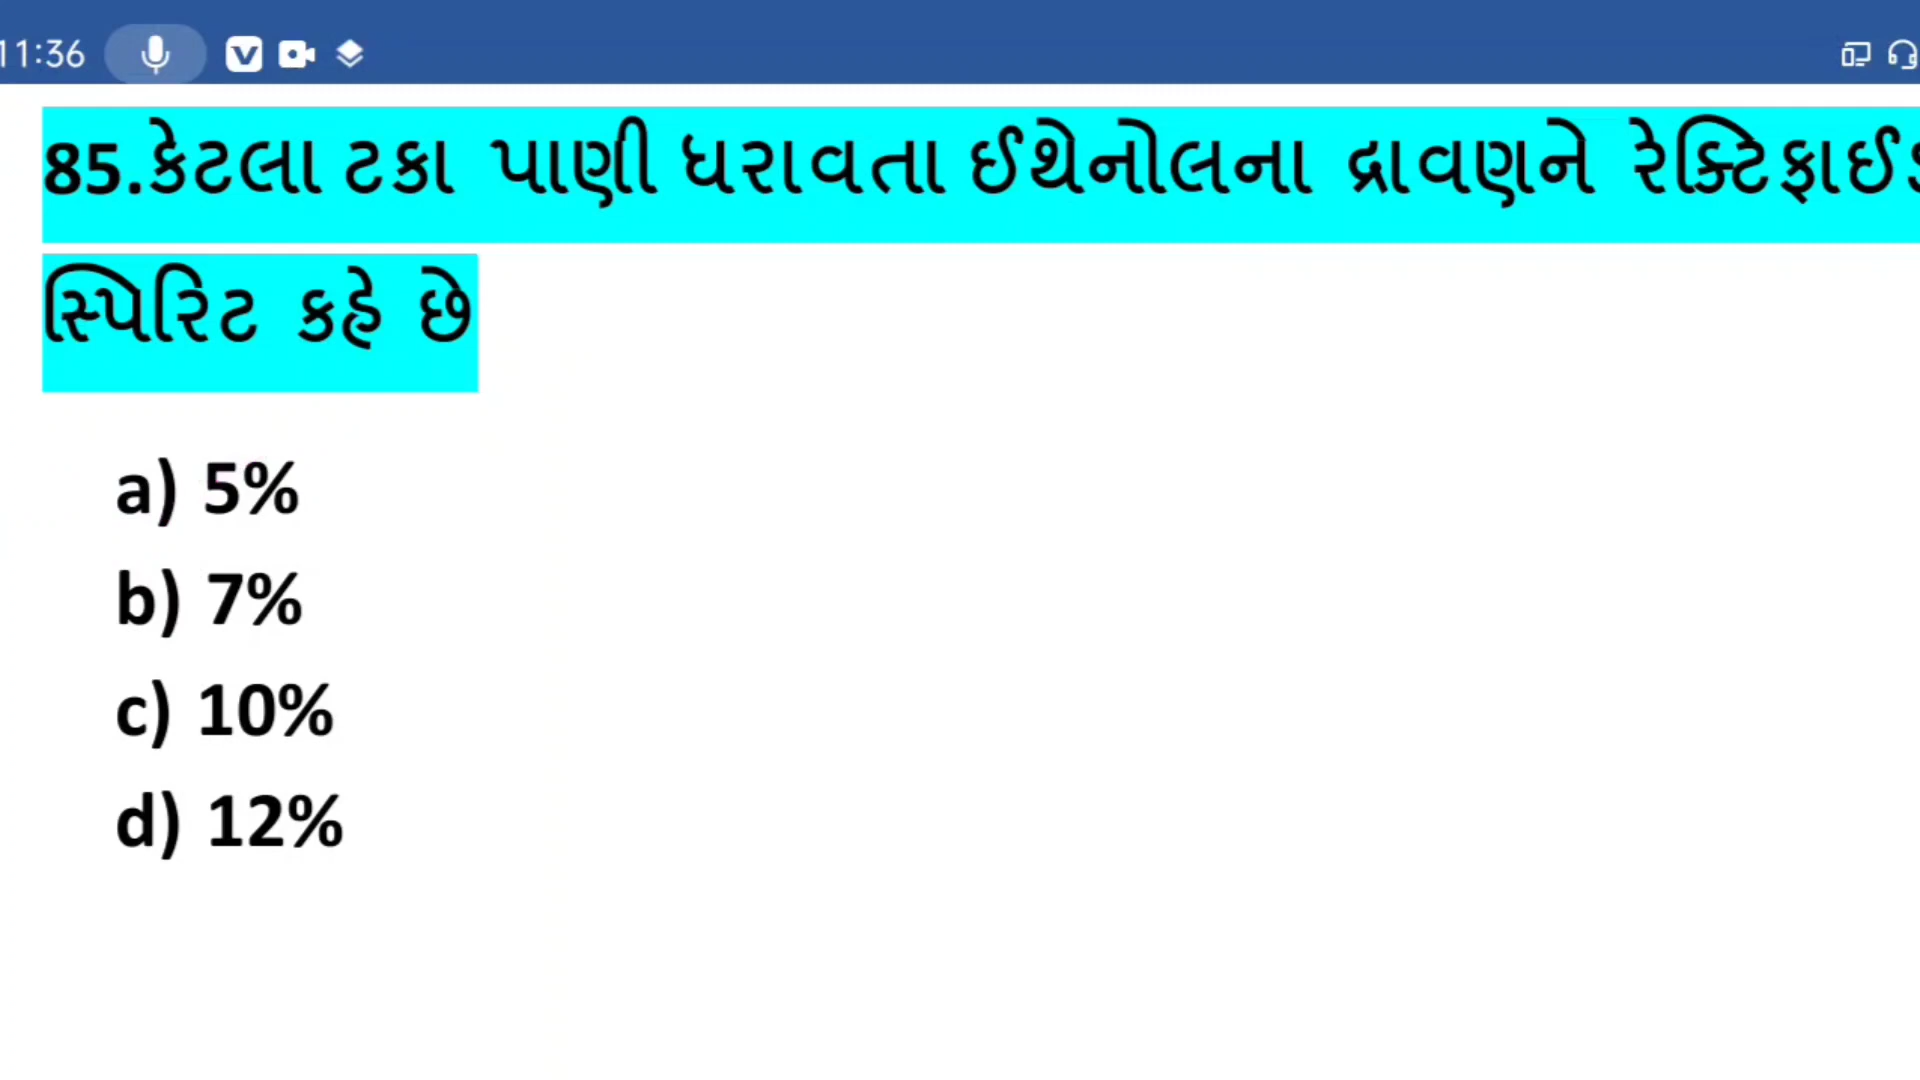 11:36
85.કેટલા ટકા પાણી ધરાવતા ઈથેનોલના દ્રાવણને
સ્પિરિટ કહે છે
a) 5%
b) 7%
c) 10%
d) 12%